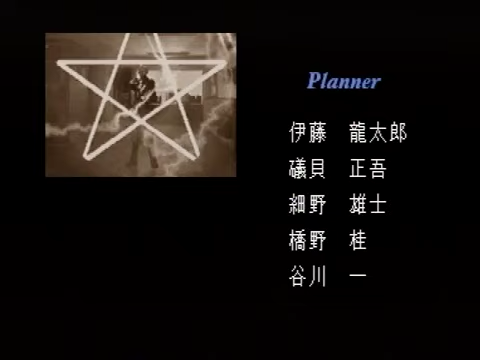 Planner
伊藤 龍太郎
礒貝 正吾
細野 雄士
橋野 桂
谷川 一